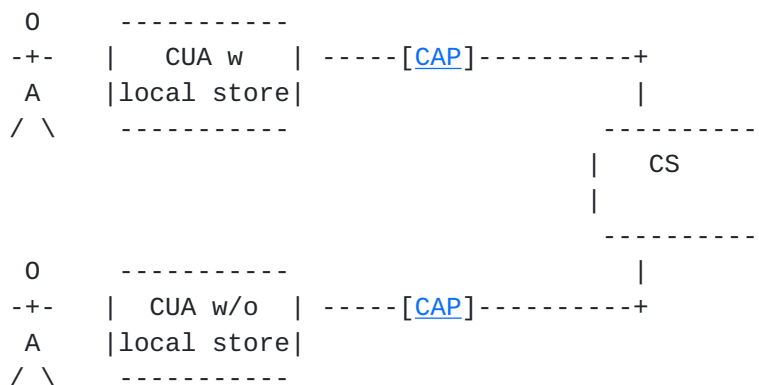 O -----------
-+- | CUA w | -----[CAP]----------+
A |local store| |
/ \ ----------- ----------
| CS
|
----------
O ----------- |
-+- | CUA w/o | -----[CAP]----------+
A |local store|
/ \ -----------